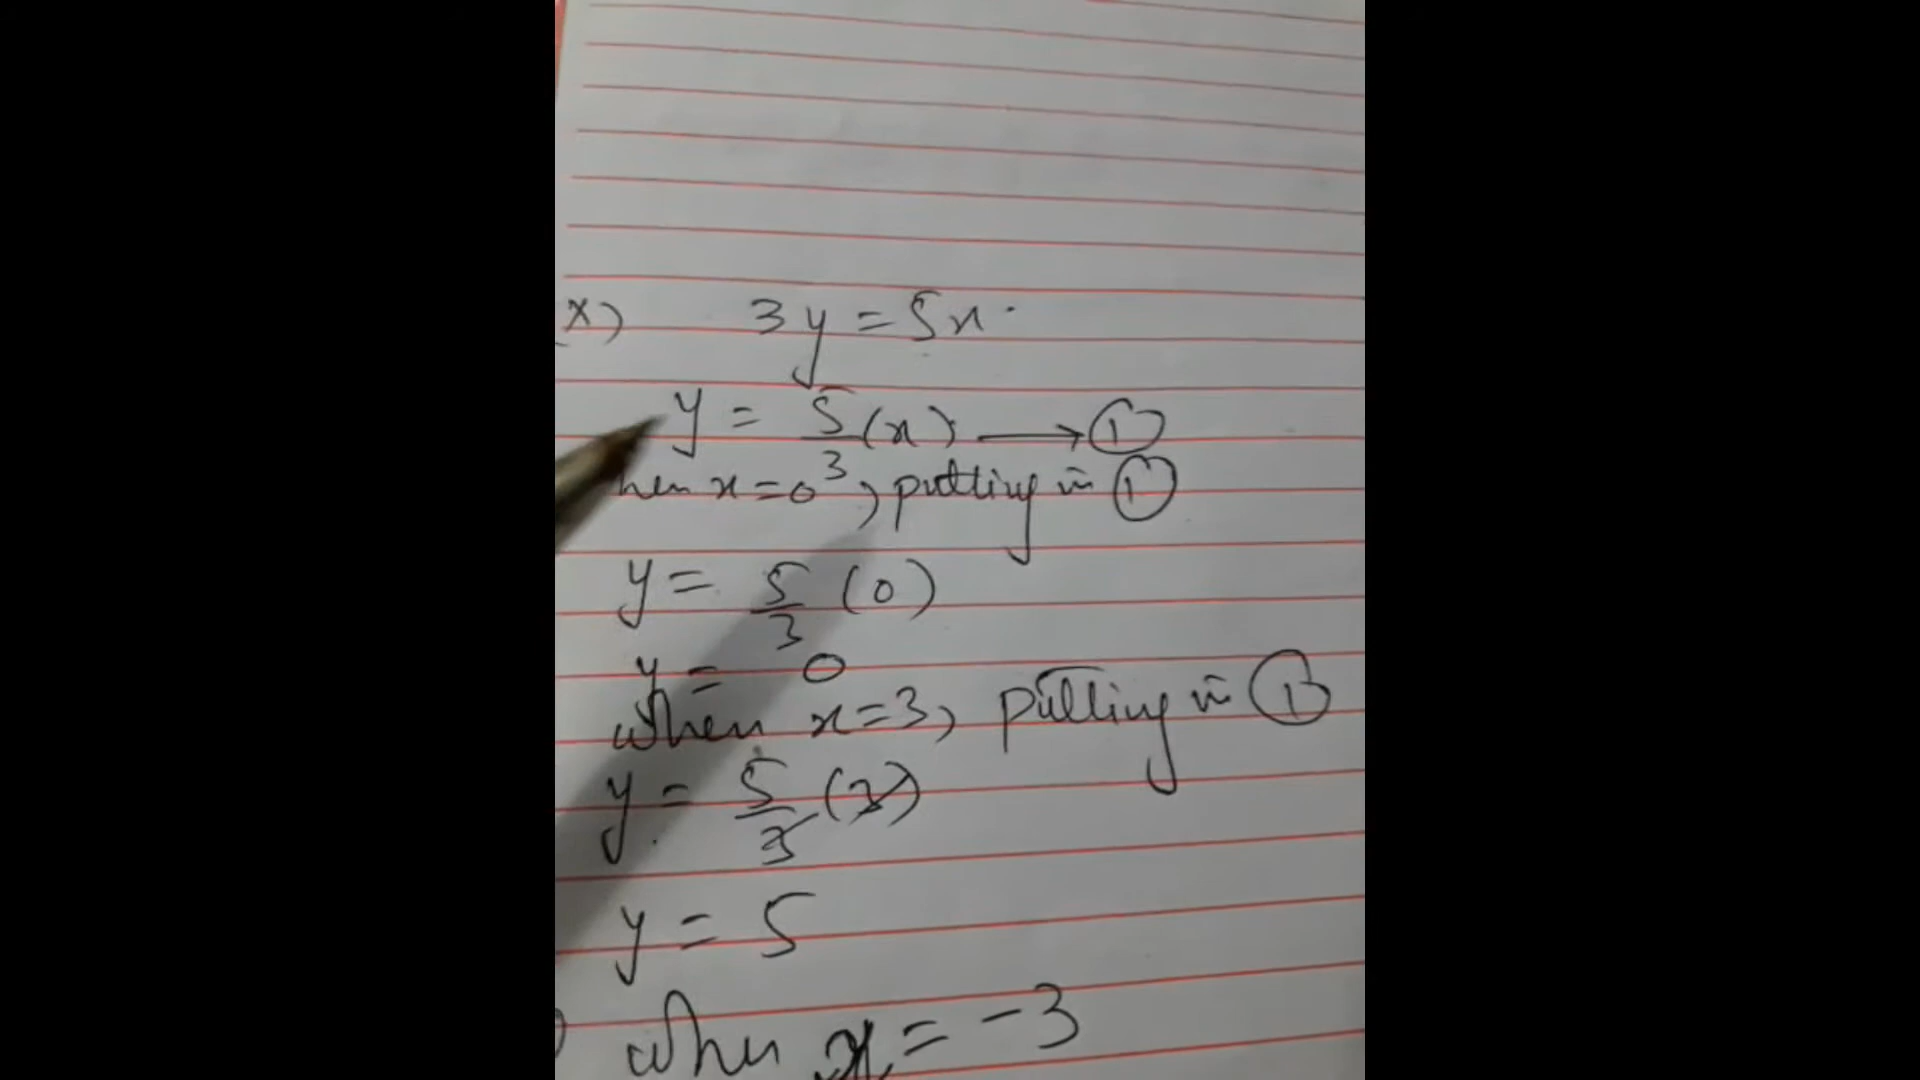 x) 3y = 5x.
y = 5/3 (x) → ①
hen x = 0, putting in ①
y = 5/3 (0)
y = 0
when x = 3, putting in ①
y = 5/3 (3)
y = 5
when x = -3